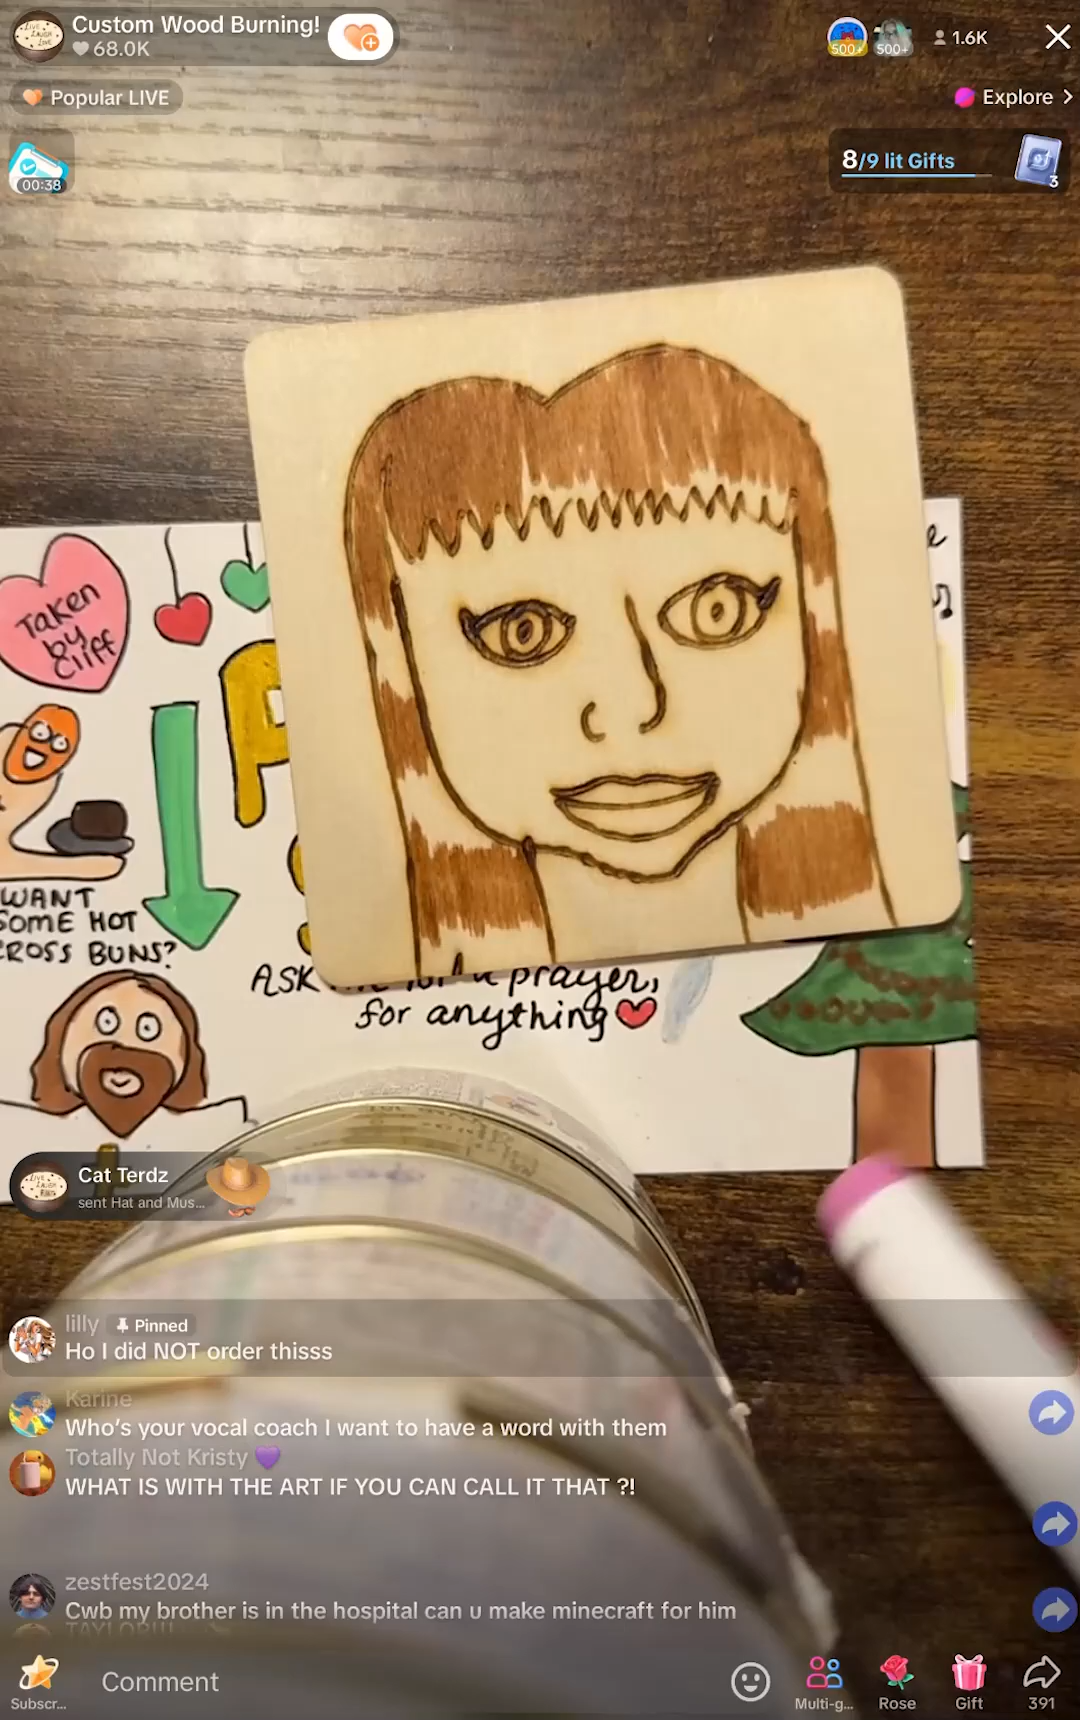 Custom Wood Burning!
68.0K
500+
500+
1.6K
Popular LIVE
Explore >
00:38
8/9 lit Gifts
3
Taken
by
Cliff
WANT
SOME HOT
CROSS BUNS?
ASK
a prayer,
for anything
Cat Terdz
sent Hat and Mus...
lilly Pinned
Ho I did NOT order thisss
Karine
Who's your vocal coach I want to have a word with them
Totally Not Kristy 💜
WHAT IS WITH THE ART IF YOU CAN CALL IT THAT ?!
zestfest2024
Cwb my brother is in the hospital can u make minecraft for him
Subscr...
Comment
Multi-g...
Rose
Gift
391